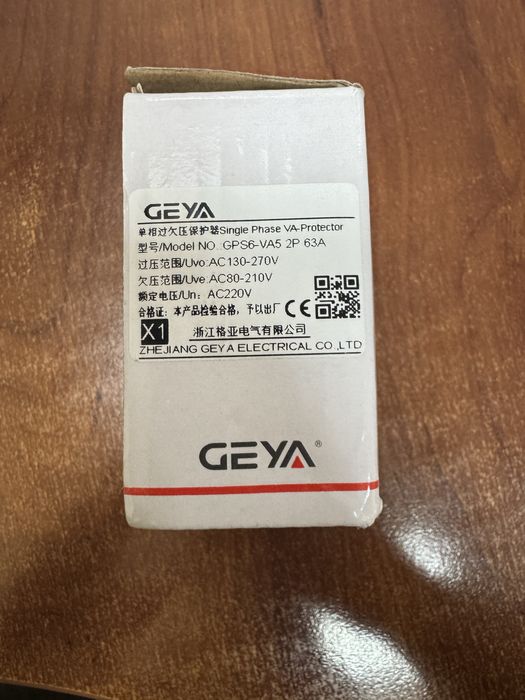 GEYA
单相过欠压保护器Single Phase VA-Protector
型号/Model NO.:GPS6-VA5 2P 63A
过压范围/Uvo:AC130-270V
欠压范围/Uve:AC80-210V
额定电压/Un: AC220V
合格证: 本产品检验合格,予以出厂 CE
X1 浙江格亚电气有限公司
ZHEJIANG GEYA ELECTRICAL CO.,LTD
GEYA®